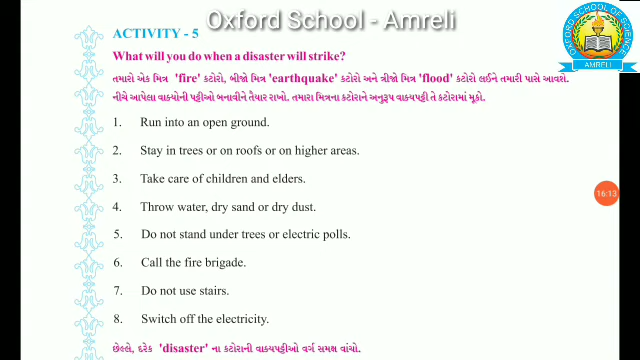 Oxford School - Amreli
OXFORD SCHOOL OF SCIENCE
AMRELI
ACTIVITY - 5
What will you do when a disaster will strike?
તમારો એક મિત્ર 'fire' કટોરો, બીજો મિત્ર 'earthquake' કટોરો અને ત્રીજો મિત્ર 'flood' કટોરો લઈને તમારી પાસે આવશે.
નીચે આપેલા વાક્યોની પટ્ટીઓ બનાવીને તૈયાર રાખો. તમારા મિત્રના કટોરાને અનુરૂપ વાક્યપટ્ટી તે કટોરામાં મૂકો.
1. Run into an open ground.
2. Stay in trees or on roofs or on higher areas.
3. Take care of children and elders.
16:13
4. Throw water, dry sand or dry dust.
5. Do not stand under trees or electric polls.
6. Call the fire brigade.
7. Do not use stairs.
8. Switch off the electricity.
છેલ્લે, દરેક 'disaster' ના કટોરાની વાક્યપટ્ટીઓ વર્ગ સમક્ષ વાંચો.